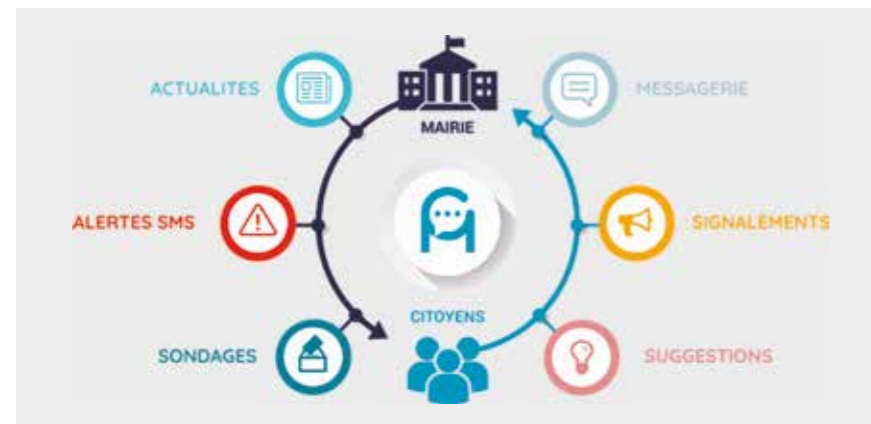 ACTUALITES
MESSAGERIE
MAIRIE
ALERTES SMS
SIGNALEMENTS
CITOYENS
SONDAGES
SUGGESTIONS